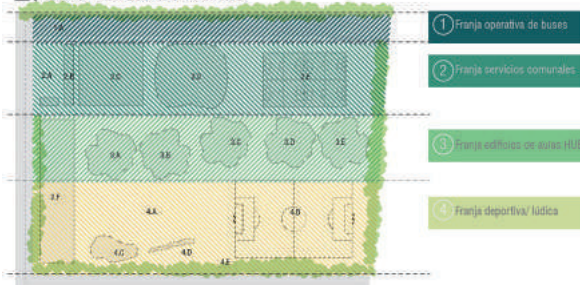 1.A
1 Franja operativa de buses
2.A 2.B 2.C 2.D 2.E
2 Franja servicios comunales
3.A 3.B 3.C 3.D 3.E
3 Franja edificios de aulas HUB
2.F
4.A 4.B
4 Franja deportiva/ lúdica
4.C 4.D
4.E